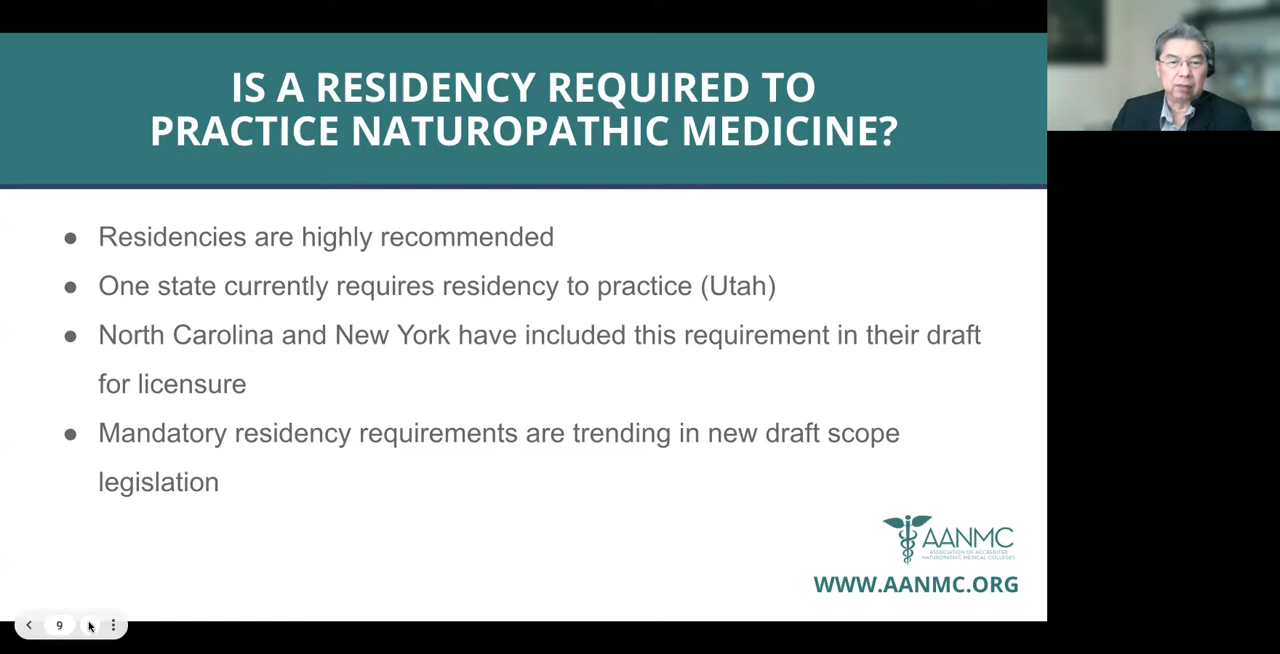 IS A RESIDENCY REQUIRED TO
PRACTICE NATUROPATHIC MEDICINE?
● Residencies are highly recommended
● One state currently requires residency to practice (Utah)
● North Carolina and New York have included this requirement in their draft
for licensure
● Mandatory residency requirements are trending in new draft scope
legislation
AANMC
ASSOCIATION OF ACCREDITED
NATUROPATHIC MEDICAL COLLEGES
WWW.AANMC.ORG
9